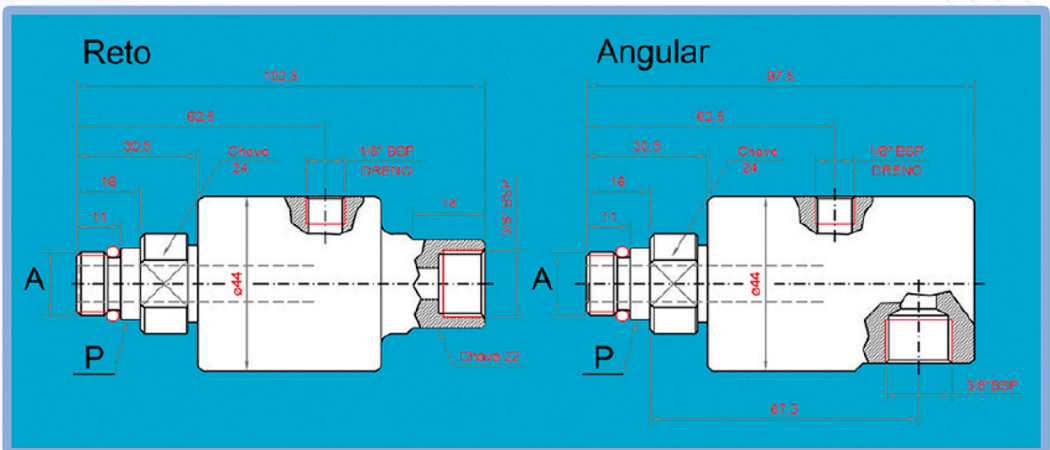 Reto
102.5
62.5
30.5
Chave
24
1/8" BSP
DRENO
16
11
18
3/8" BSP
A
ø44
P
Chave 22
Angular
97.5
62.5
30.5
Chave
24
1/8" BSP
DRENO
16
11
A
ø44
P
3/8" BSP
67.5